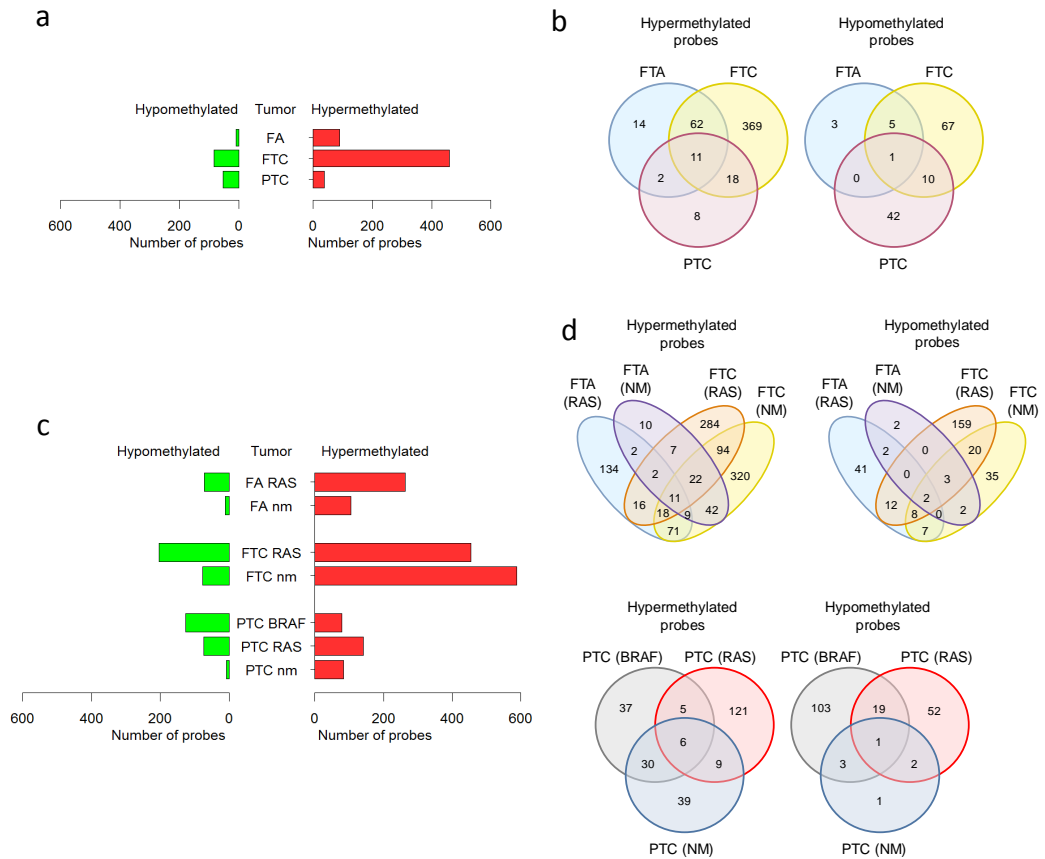 a
Hypomethylated Tumor Hypermethylated
FA
FTC
PTC
600 400 200 0 0 200 400 600
Number of probes Number of probes
b
Hypermethylated
probes
FTA FTC
14 62 369
11
2 18
8
PTC
Hypomethylated
probes
FTA FTC
3 5 67
1
0 10
42
PTC
c
Hypomethylated Tumor Hypermethylated
FA RAS
FA nm
FTC RAS
FTC nm
PTC BRAF
PTC RAS
PTC nm
600 400 200 0 0 200 400 600
Number of probes Number of probes
d
Hypermethylated
probes
FTA
(RAS)
FTA
(NM)
FTC
(RAS)
FTC
(NM)
10 284
2 7 94
134 2 22 320
11
16 18 9 42
71
Hypomethylated
probes
FTA
(RAS)
FTA
(NM)
FTC
(RAS)
FTC
(NM)
2 159
2 0 20
41 0 3 35
2
12 8 0 2
7
Hypermethylated
probes
PTC (BRAF) PTC (RAS)
37 5 121
6
30 9
39
PTC (NM)
Hypomethylated
probes
PTC (BRAF) PTC (RAS)
103 19 52
1
3 2
1
PTC (NM)